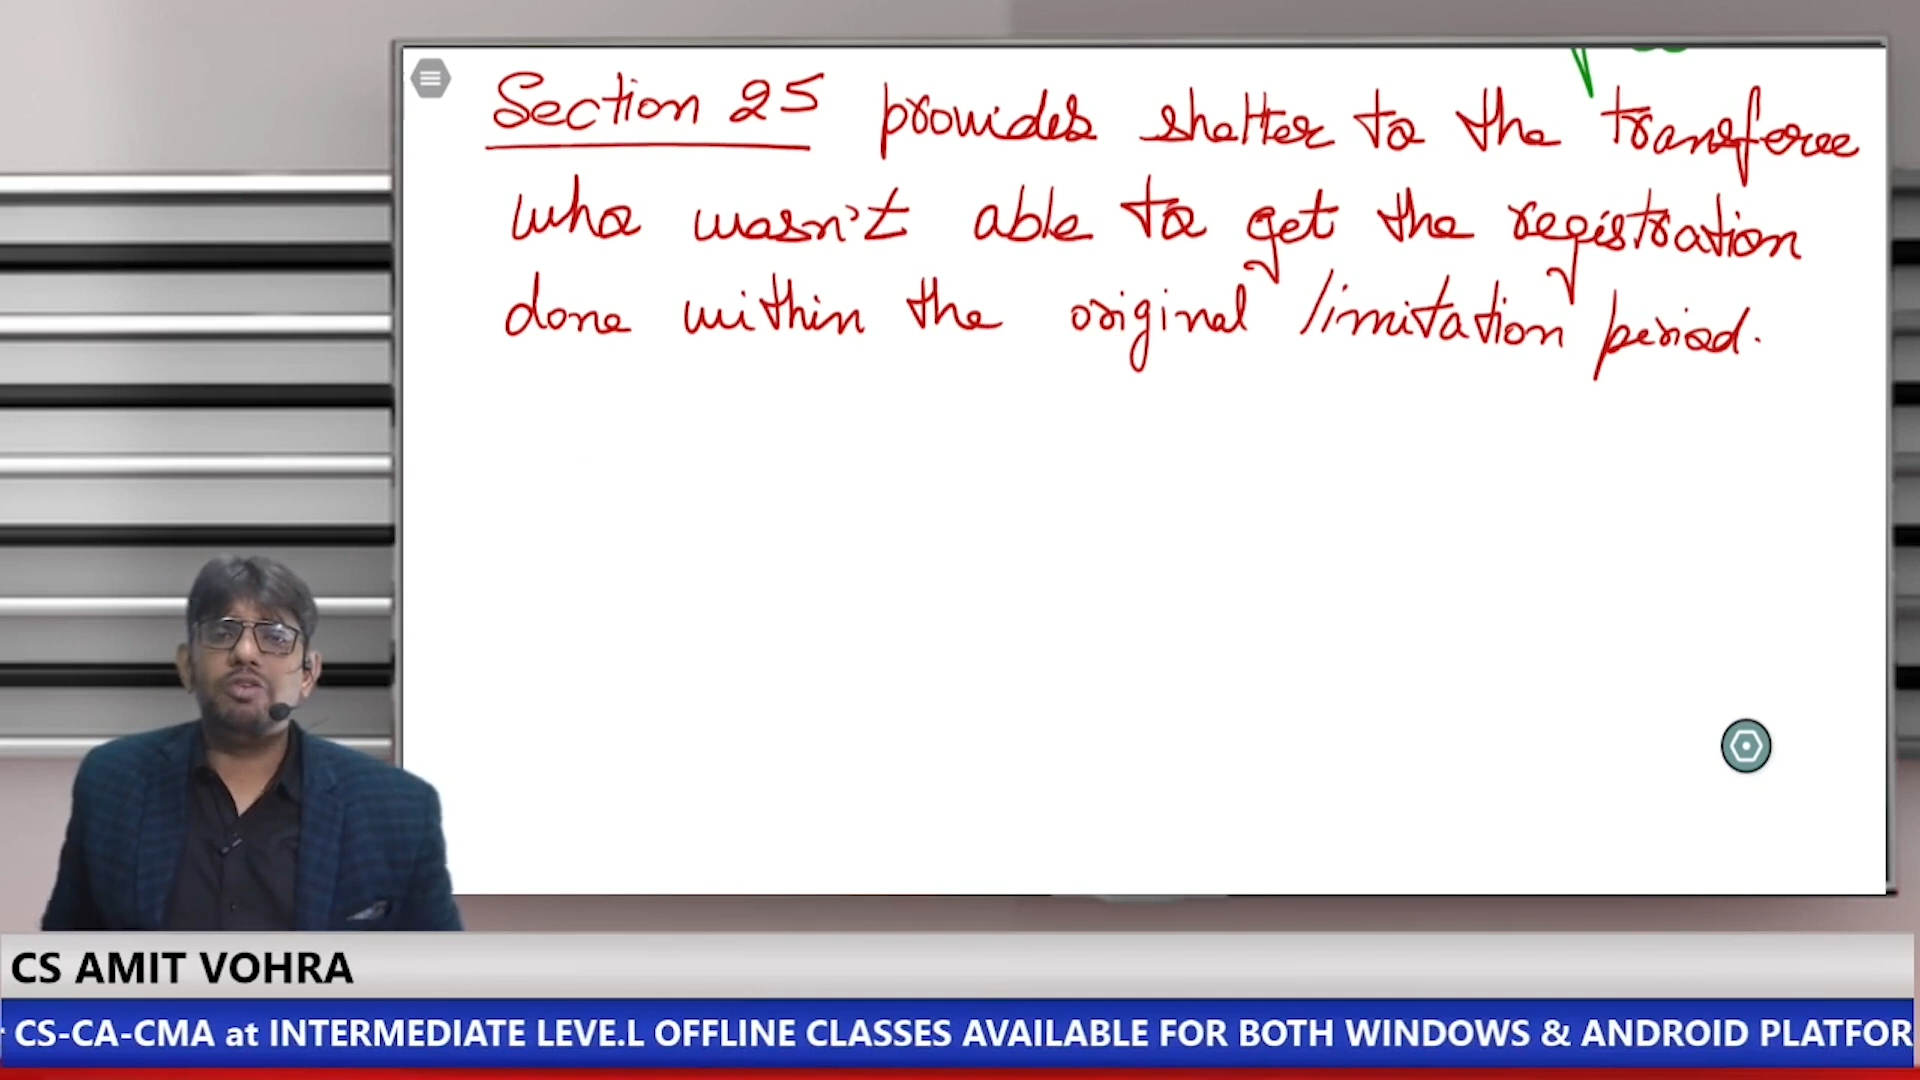 Section 25 provides shelter to the transferee
who wasn't able to get the registration
done within the original limitation period.
CS AMIT VOHRA
CS-CA-CMA at INTERMEDIATE LEVE.L OFFLINE CLASSES AVAILABLE FOR BOTH WINDOWS & ANDROID PLATFOR